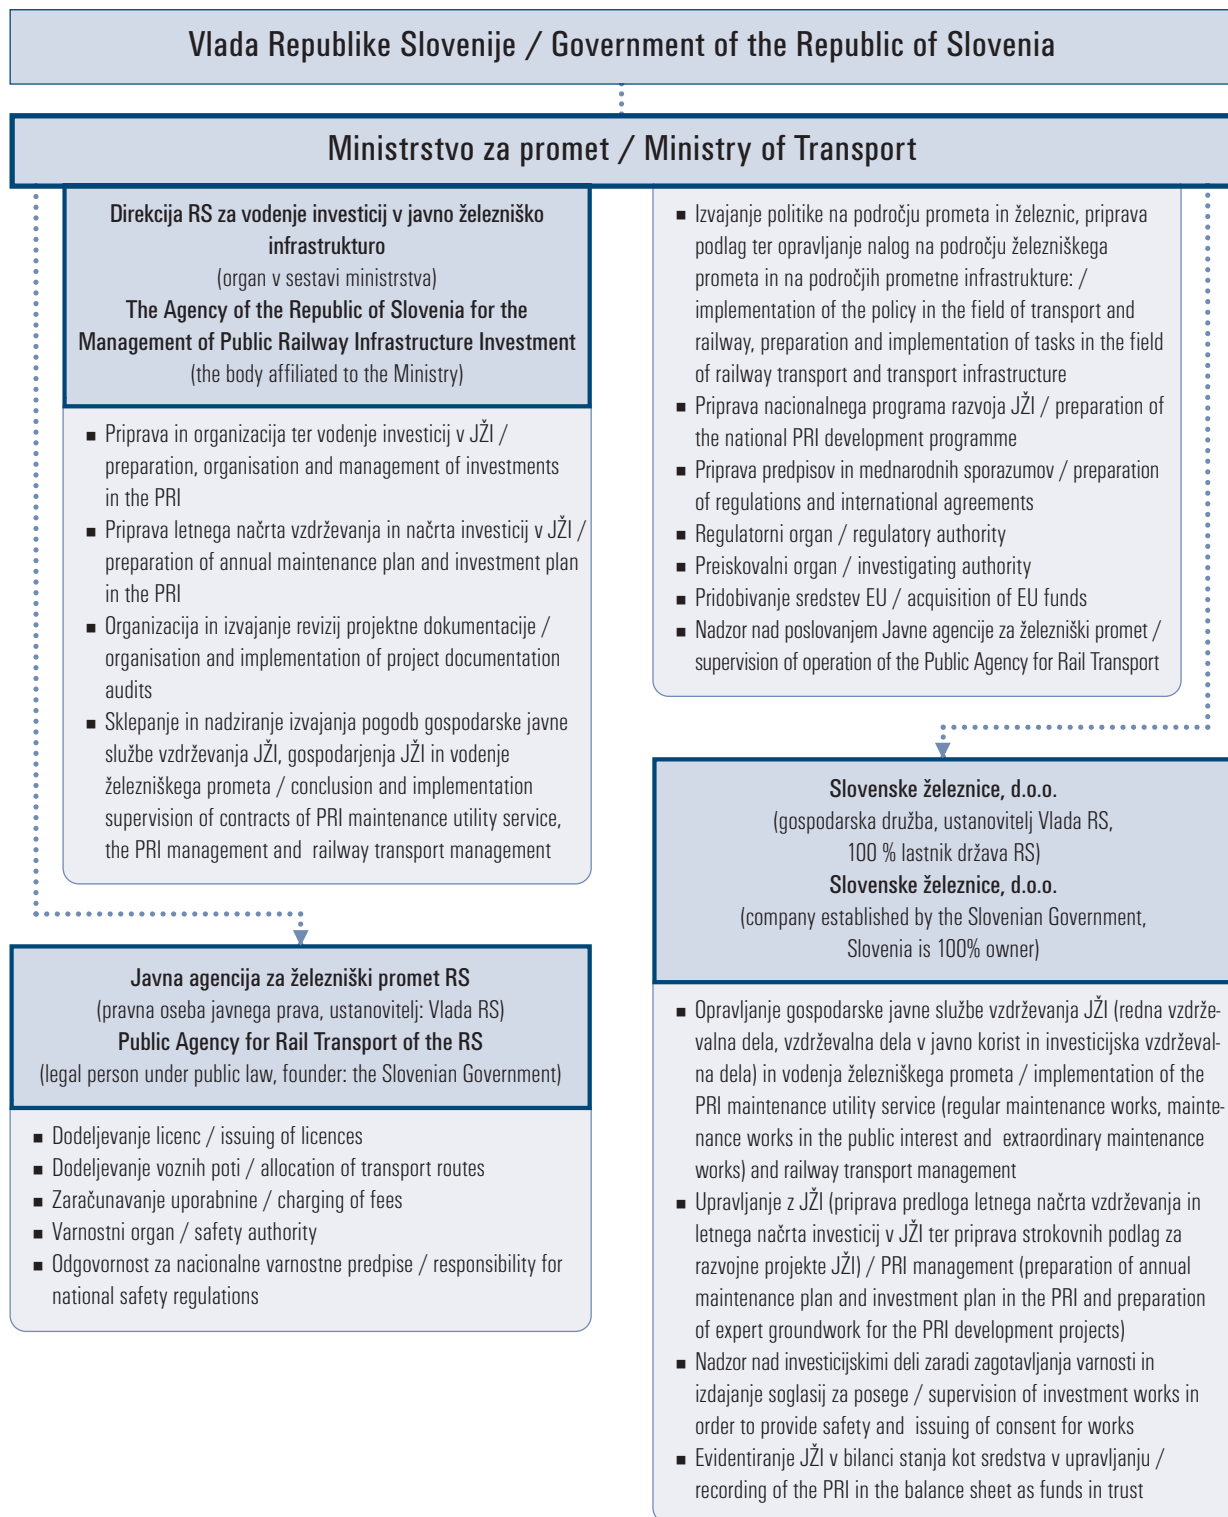 Vlada Republike Slovenije / Government of the Republic of Slovenia
Ministrstvo za promet / Ministry of Transport
Direkcija RS za vodenje investicij v javno železniško
infrastrukturo
(organ v sestavi ministrstva)
The Agency of the Republic of Slovenia for the
Management of Public Railway Infrastructure Investment
(the body affiliated to the Ministry)
■ Priprava in organizacija ter vodenje investicij v JŽI /
preparation, organisation and management of investments
in the PRI
■ Priprava letnega načrta vzdrževanja in načrta investicij v JŽI /
preparation of annual maintenance plan and investment plan
in the PRI
■ Organizacija in izvajanje revizij projektne dokumentacije /
organisation and implementation of project documentation
audits
■ Sklepanje in nadziranje izvajanja pogodb gospodarske javne
službe vzdrževanja JŽI, gospodarjenja JŽI in vodenje
železniškega prometa / conclusion and implementation
supervision of contracts of PRI maintenance utility service,
the PRI management and railway transport management
■ Izvajanje politike na področju prometa in železnic, priprava
podlag ter opravljanje nalog na področju železniškega
prometa in na področjih prometne infrastrukture: /
implementation of the policy in the field of transport and
railway, preparation and implementation of tasks in the field
of railway transport and transport infrastructure
■ Priprava nacionalnega programa razvoja JŽI / preparation of
the national PRI development programme
■ Priprava predpisov in mednarodnih sporazumov / preparation
of regulations and international agreements
■ Regulatorni organ / regulatory authority
■ Preiskovalni organ / investigating authority
■ Pridobivanje sredstev EU / acquisition of EU funds
■ Nadzor nad poslovanjem Javne agencije za železniški promet /
supervision of operation of the Public Agency for Rail Transport
Javna agencija za železniški promet RS
(pravna oseba javnega prava, ustanovitelj: Vlada RS)
Public Agency for Rail Transport of the RS
(legal person under public law, founder: the Slovenian Government)
■ Dodeljevanje licenc / issuing of licences
■ Dodeljevanje voznih poti / allocation of transport routes
■ Zaračunavanje uporabnine / charging of fees
■ Varnostni organ / safety authority
■ Odgovornost za nacionalne varnostne predpise / responsibility for
national safety regulations
Slovenske železnice, d.o.o.
(gospodarska družba, ustanovitelj Vlada RS,
100 % lastnik država RS)
Slovenske železnice, d.o.o.
(company established by the Slovenian Government,
Slovenia is 100% owner)
■ Opravljanje gospodarske javne službe vzdrževanja JŽI (redna vzdrže-
valna dela, vzdrževalna dela v javno korist in investicijska vzdrževal-
na dela) in vodenja železniškega prometa / implementation of the
PRI maintenance utility service (regular maintenance works, mainte-
nance works in the public interest and extraordinary maintenance
works) and railway transport management
■ Upravljanje z JŽI (priprava predloga letnega načrta vzdrževanja in
letnega načrta investicij v JŽI ter priprava strokovnih podlag za
razvojne projekte JŽI) / PRI management (preparation of annual
maintenance plan and investment plan in the PRI and preparation
of expert groundwork for the PRI development projects)
■ Nadzor nad investicijskimi deli zaradi zagotavljanja varnosti in
izdajanje soglasij za posege / supervision of investment works in
order to provide safety and issuing of consent for works
■ Evidentiranje JŽI v bilanci stanja kot sredstva v upravljanju /
recording of the PRI in the balance sheet as funds in trust